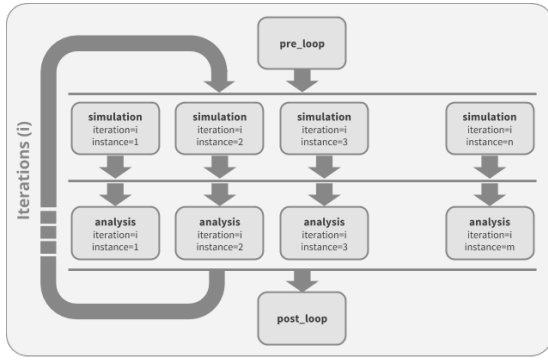 pre_loop
Iterations (i)
simulation
iteration=i
instance=1
simulation
iteration=i
instance=2
simulation
iteration=i
instance=3
simulation
iteration=i
instance=n
analysis
iteration=i
instance=1
analysis
iteration=i
instance=2
analysis
iteration=i
instance=3
analysis
iteration=i
instance=m
post_loop